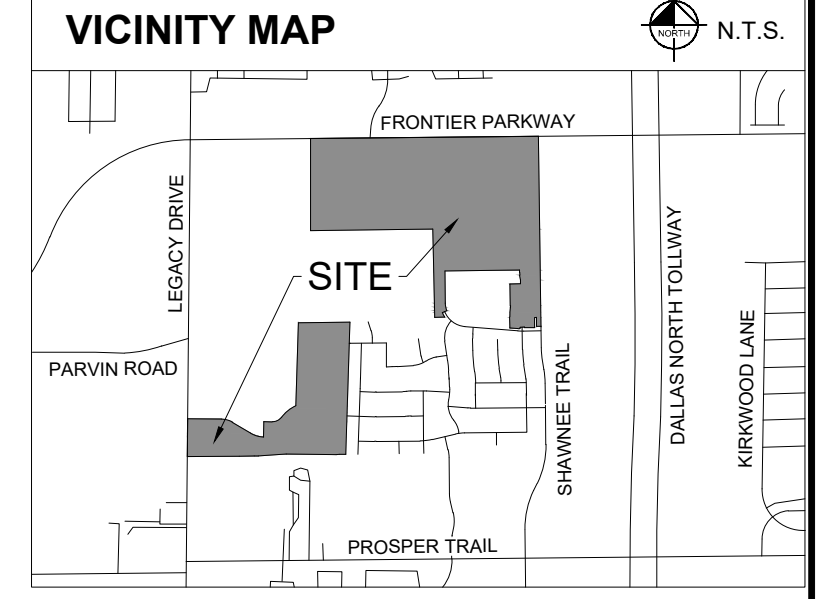 VICINITY MAP
NORTH
N.T.S.
FRONTIER PARKWAY
LEGACY DRIVE
SITE
DALLAS NORTH TOLLWAY
PARVIN ROAD
KIRKWOOD LANE
SHAWNEE TRAIL
PROSPER TRAIL